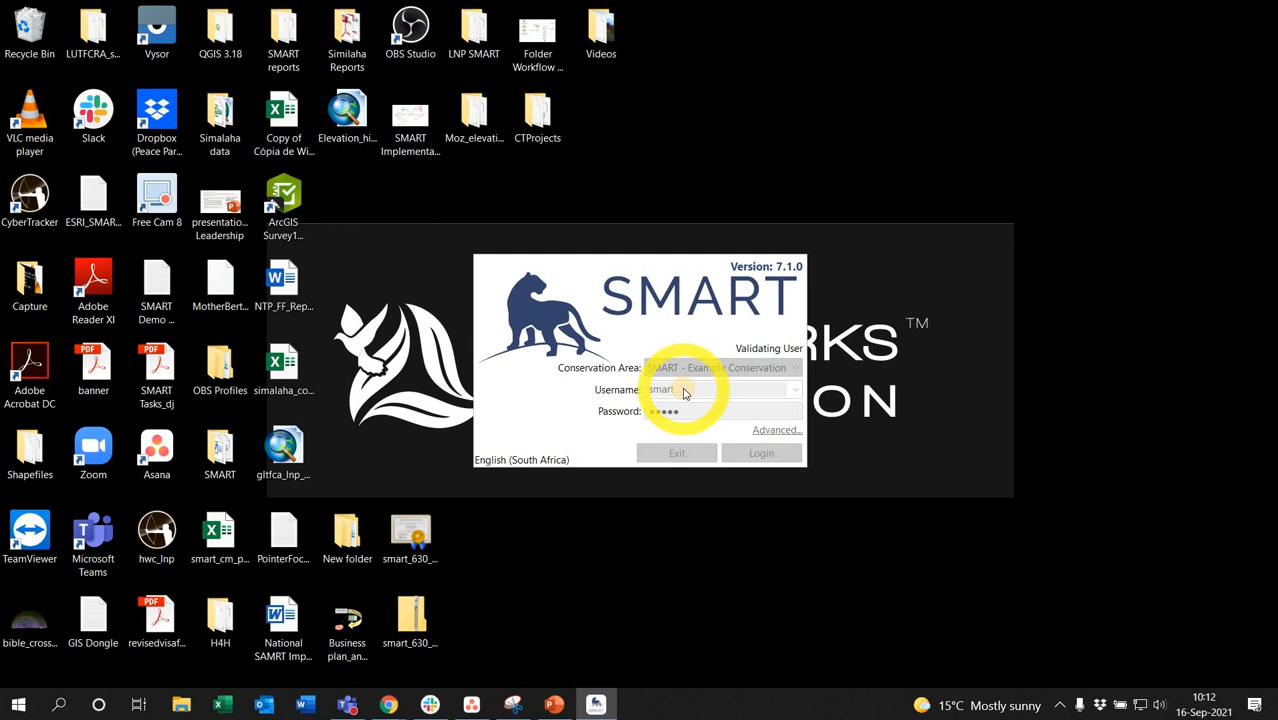 Recycle Bin
LUTFCRA_s...
Vysor
QGIS 3.18
SMART
reports
Similaha
Reports
OBS Studio
LNP SMART
Folder
Workflow ...
Videos
VLC media
player
Slack
Dropbox
(Peace Par...
Simalaha
data
Copy of
Cópia de Wi...
Elevation_hi...
SMART
Implementa...
Moz_elevati...
CTProjects
CyberTracker
ESRI_SMAR...
Free Cam 8
presentatio...
Leadership
ArcGIS
Survey1...
Capture
Adobe
Reader XI
SMART
Demo ...
MotherBert...
NTP_FF_Rep...
Version: 7.1.0
SMART
RKS TM
ON
Validating User
Conservation Area: SMART - Example Conservation
Username: smart
Password: •••••
Advanced...
Exit
Login
English (South Africa)
Adobe
Acrobat DC
banner
SMART
Tasks_dj
OBS Profiles
simalaha_co...
Shapefiles
Zoom
Asana
SMART
gltfca_lnp_...
TeamViewer
Microsoft
Teams
hwc_lnp
smart_cm_p...
PointerFoc...
New folder
smart_630_...
bible_cross...
GIS Dongle
revisedvisaf...
H4H
National
SAMRT Imp...
Business
plan_an...
smart_630_...
15°C Mostly sunny
10:12
16-Sep-2021